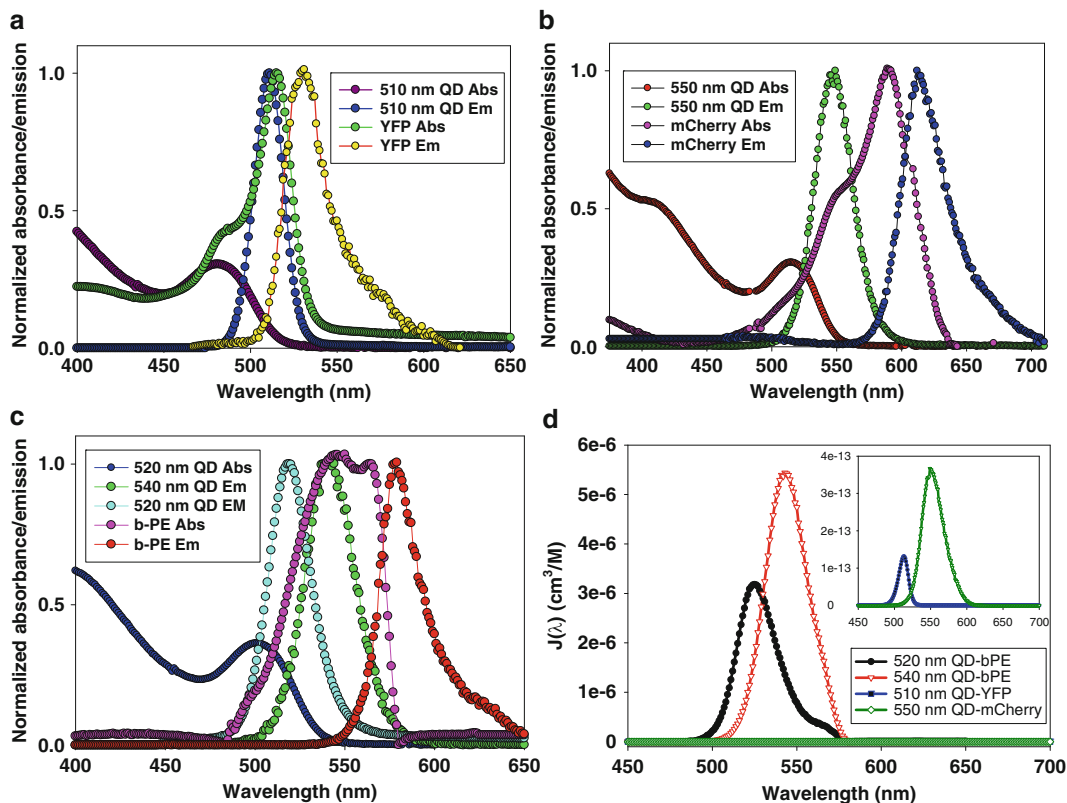 a
Normalized absorbance/emission
1.0
0.5
0.0
510 nm QD Abs
510 nm QD Em
YFP Abs
YFP Em
400 450 500 550 600 650
Wavelength (nm)
b
Normalized absorbance/emission
1.0
0.5
0.0
550 nm QD Abs
550 nm QD Em
mCherry Abs
mCherry Em
400 450 500 550 600 650 700
Wavelength (nm)
c
Normalized absorbance/emission
1.0
0.5
0.0
520 nm QD Abs
540 nm QD Em
520 nm QD EM
b-PE Abs
b-PE Em
400 450 500 550 600 650
Wavelength (nm)
d
J(λ) (cm³/M)
6e-6
5e-6
4e-6
3e-6
2e-6
1e-6
0
4e-13
3e-13
2e-13
1e-13
0
450 500 550 600 700
520 nm QD-bPE
540 nm QD-bPE
510 nm QD-YFP
550 nm QD-mCherry
450 500 550 600 650 700
Wavelength (nm)